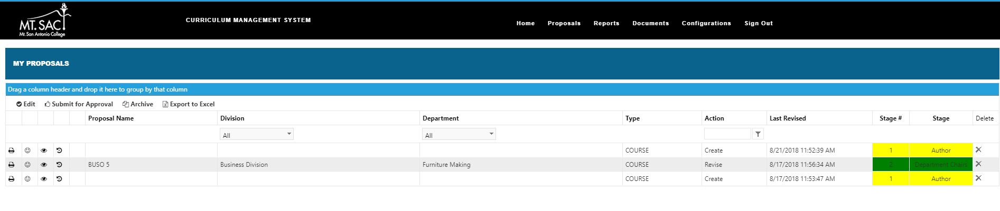 MT. SAC
Mt. San Antonio College
CURRICULUM MANAGEMENT SYSTEM
Home Proposals Reports Documents Configurations Sign Out
MY PROPOSALS
Drag a column header and drop it here to group by that column
Edit Submit for Approval Archive Export to Excel
Proposal Name Division Department Type Action Last Revised Stage # Stage Delete
All All
COURSE Create 8/21/2018 11:52:39 AM 1 Author
BUSO 5 Business Division Furniture Making COURSE Revise 8/17/2018 11:56:34 AM 2 Department Chairs
COURSE Create 8/17/2018 11:53:47 AM 1 Author